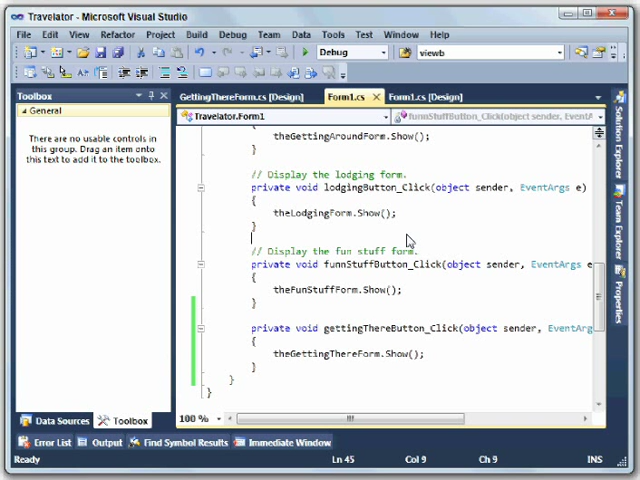 Travelator - Microsoft Visual Studio
File Edit View Refactor Project Build Debug Team Data Tools Test Window Help
Debug viewb
Toolbox
GettingThereForm.cs [Design] Form1.cs Form1.cs [Design]
General
Travelator.Form1 funnStuffButton_Click(object sender, EventA
There are no usable controls in
this group. Drag an item onto
this text to add it to the toolbox.
theGettingAroundForm.Show();
}
// Display the lodging form.
private void lodgingButton_Click(object sender, EventArgs e)
{
theLodgingForm.Show();
}
// Display the fun stuff form.
private void funnStuffButton_Click(object sender, EventArgs e
{
theFunStuffForm.Show();
}
private void gettingThereButton_Click(object sender, EventArg
{
theGettingThereForm.Show();
}
}
}
Solution Explorer
Team Explorer
Properties
100 %
Data Sources Toolbox
Error List Output Find Symbol Results Immediate Window
Ready Ln 45 Col 9 Ch 9 INS